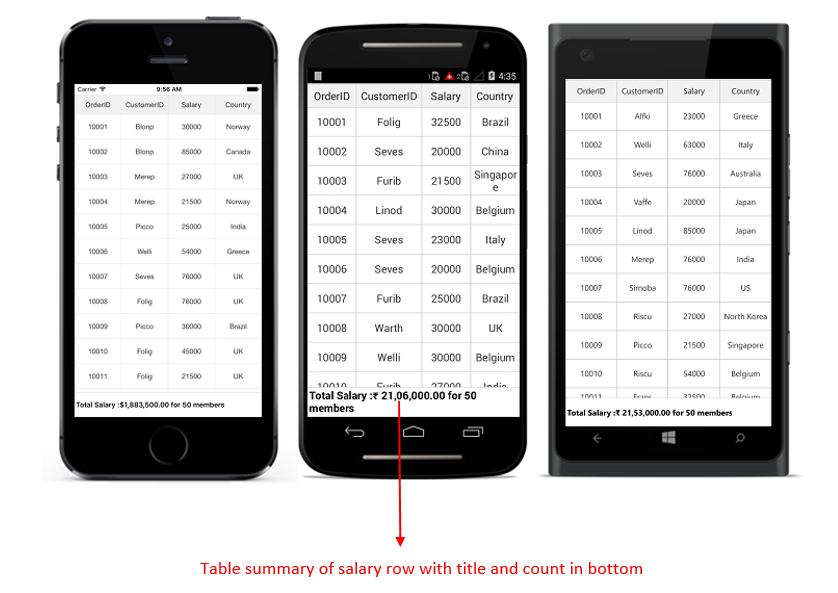 Carrier 9:56 AM
OrderID CustomerID Salary Country
10001 Blonp 30000 Norway
10002 Blonp 85000 Canada
10003 Merep 27000 UK
10004 Merep 21500 Norway
10005 Picco 25000 India
10006 Welli 54000 Greece
10007 Seves 76000 UK
10008 Folig 76000 UK
10009 Picco 30000 Brazil
10010 Folig 45000 UK
10011 Folig 21500 UK
Total Salary :$1,883,500.00 for 50 members
1 2 4:35
OrderID CustomerID Salary Country
10001 Folig 32500 Brazil
10002 Seves 20000 China
10003 Furib 21500 Singapor
e
10004 Linod 30000 Belgium
10005 Seves 23000 Italy
10006 Seves 20000 Belgium
10007 Furib 25000 Brazil
10008 Warth 30000 UK
10009 Welli 30000 Belgium
10010 Furib 27000 India
Total Salary :₹ 21,06,000.00 for 50
members
OrderID CustomerID Salary Country
10001 Alfki 23000 Greece
10002 Welli 63000 Italy
10003 Seves 76000 Australia
10004 Vaffe 20000 Japan
10005 Linod 85000 Japan
10006 Merep 76000 India
10007 Simoba 76000 US
10008 Riscu 27000 North Korea
10009 Picco 21500 Singapore
10010 Riscu 54000 Belgium
10011 Frans 32500 Belgium
Total Salary :₹ 21,53,000.00 for 50 members
Table summary of salary row with title and count in bottom